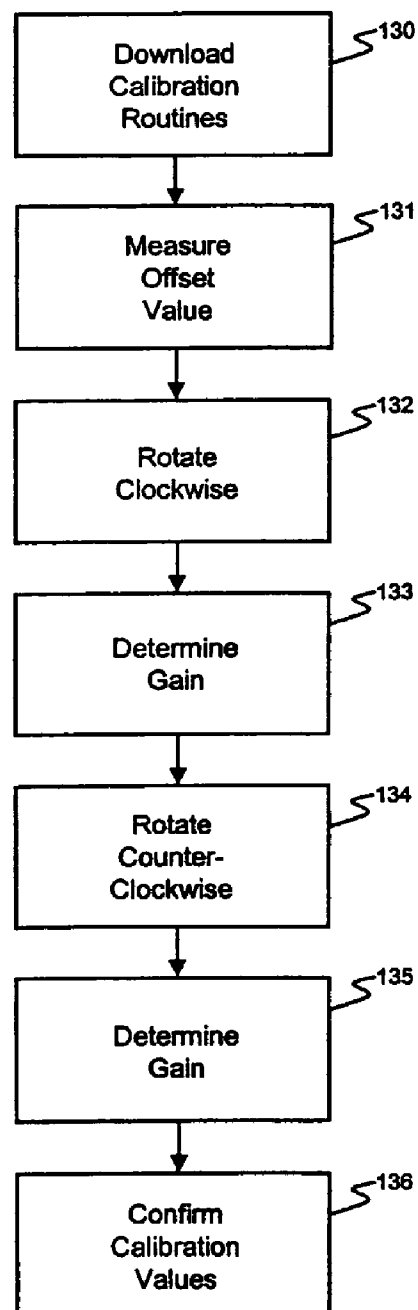 130
Download
Calibration
Routines
131
Measure
Offset
Value
132
Rotate
Clockwise
133
Determine
Gain
134
Rotate
Counter-
Clockwise
135
Determine
Gain
136
Confirm
Calibration
Values